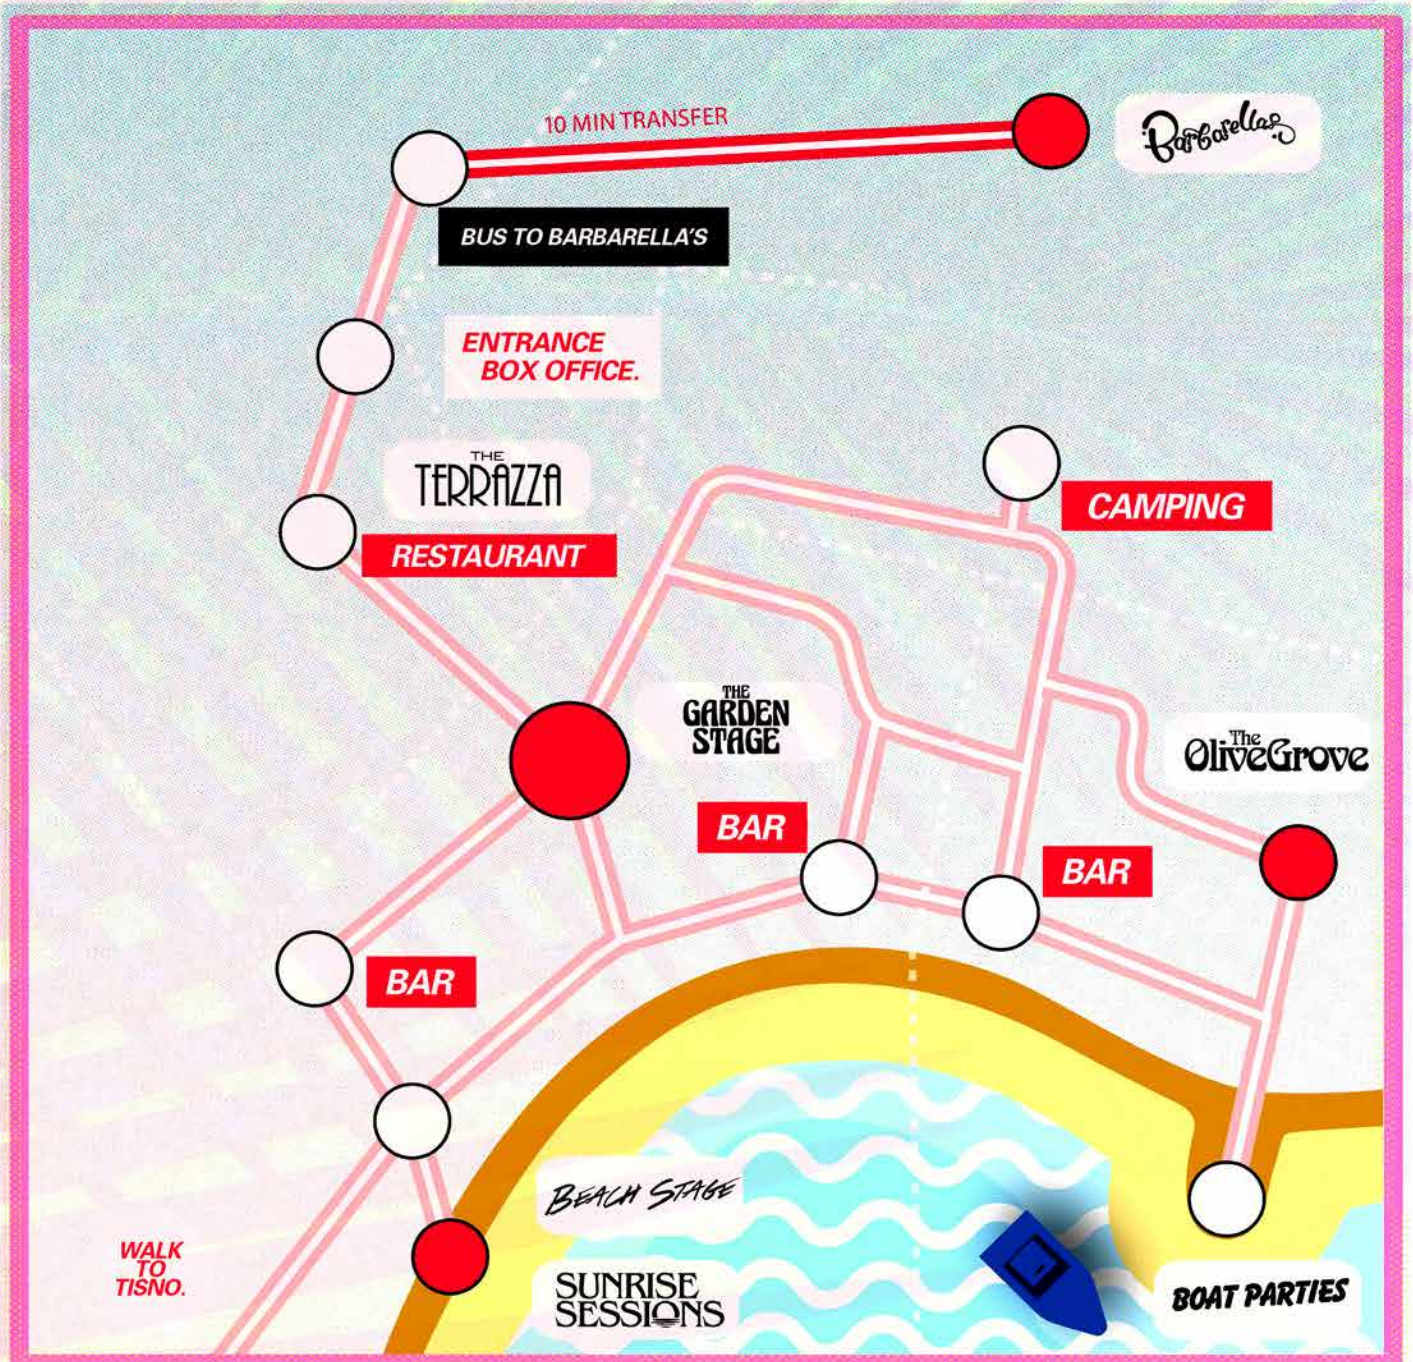 10 MIN TRANSFER
Barbarellas
BUS TO BARBARELLA'S
ENTRANCE
BOX OFFICE.
THE
TERRAZZA
RESTAURANT
CAMPING
THE
GARDEN
STAGE
The
OliveGrove
BAR
BAR
BAR
BEACH STAGE
WALK
TO
TISNO.
SUNRISE
SESSIONS
BOAT PARTIES